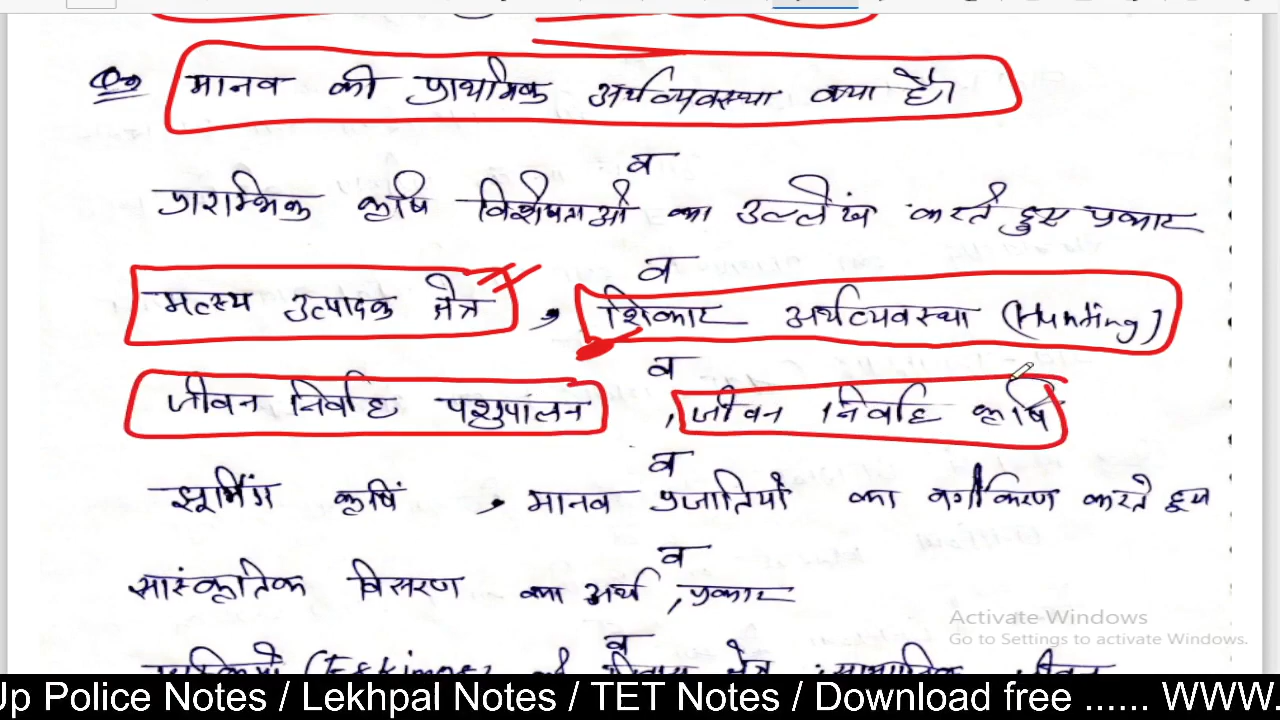 Q० मानव की प्राथमिक अर्थव्यवस्था क्या है।
व
प्रारम्भिक कृषि विशेषताओं का उल्लेख करते हुए प्रकार
व
मत्स्य उत्पादक क्षेत्र , शिकार अर्थव्यवस्था (Hunting)
व
जीवन निर्वाह पशुपालन , जीवन निर्वाह कृषि
व
झूमिंग कृषि , मानव प्रजातियों का वर्गीकरण करते हुए
व
सांस्कृतिक विसरण का अर्थ , प्रकार
व
Activate Windows
Go to Settings to activate Windows.
Up Police Notes / Lekhpal Notes / TET Notes / Download free ...... WWW.